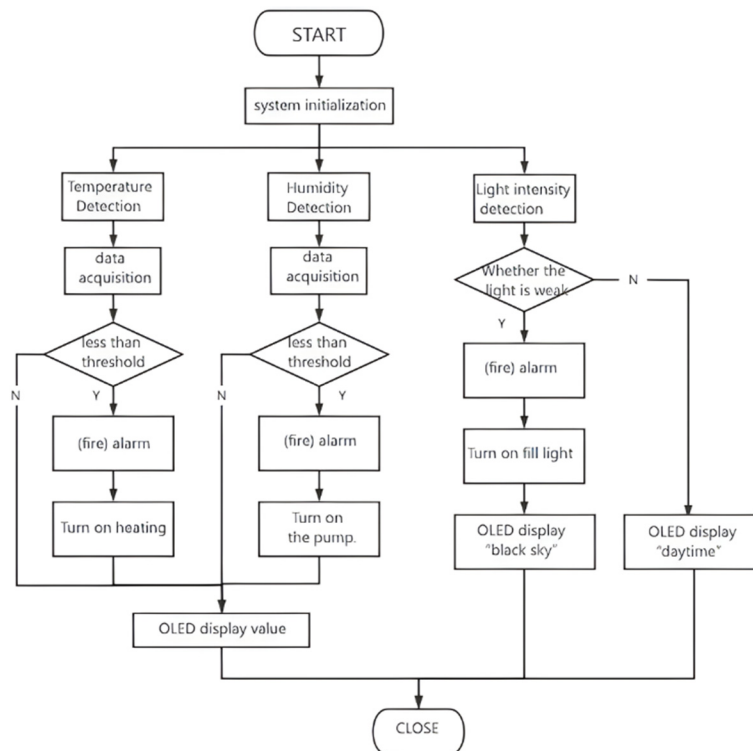 START
system initialization
Temperature
Detection
Humidity
Detection
Light intensity
detection
data
acquisition
data
acquisition
Whether the
light is weak
N
Y
less than
threshold
less than
threshold
(fire) alarm
N
Y
N
Y
(fire) alarm
(fire) alarm
Turn on fill light
Turn on heating
Turn on
the pump.
OLED display
"black sky"
OLED display
"daytime"
OLED display value
CLOSE